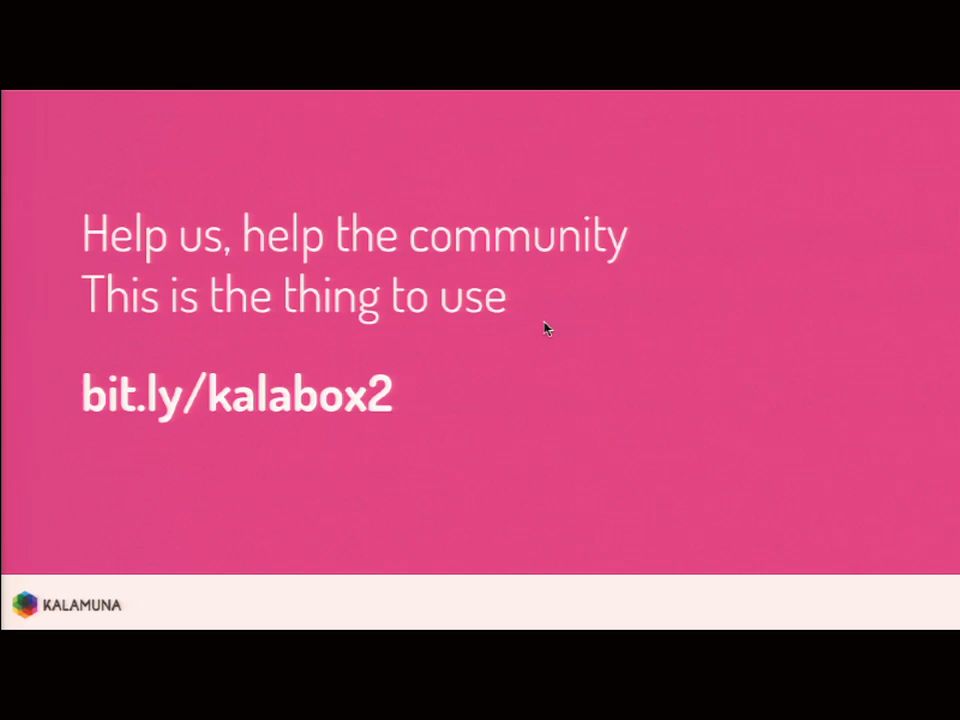 Help us, help the community
This is the thing to use
bit.ly/kalabox2
KALAMUNA